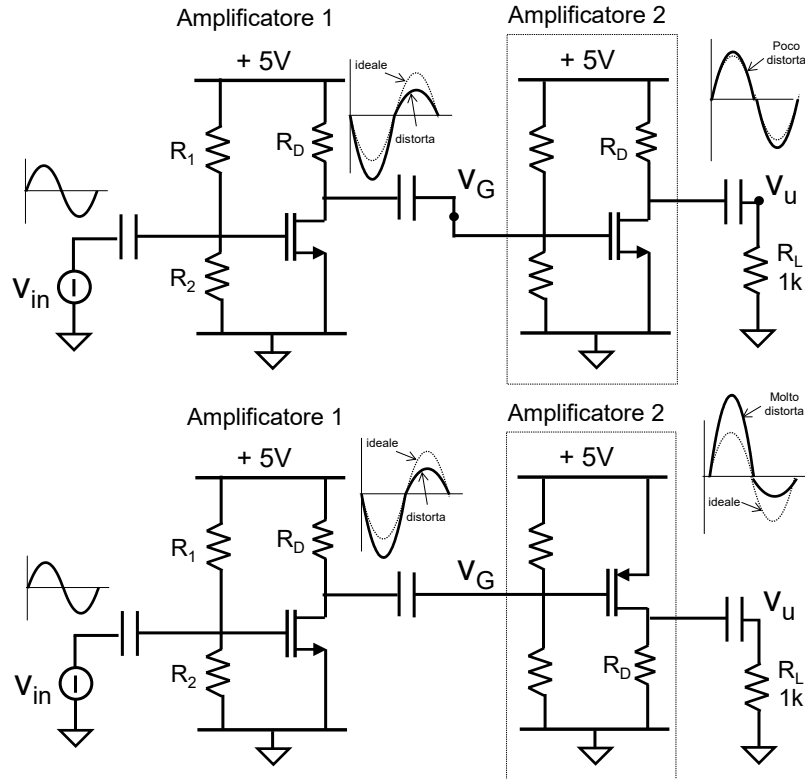 Amplificatore 1
Amplificatore 2
+ 5V
ideale
distorta
+ 5V
Poco
distorta
R1
RD
RD
vG
vu
vin
R2
RL
1k
Amplificatore 1
Amplificatore 2
+ 5V
ideale
distorta
+ 5V
Molto
distorta
ideale
R1
RD
vG
vu
vin
R2
RD
RL
1k